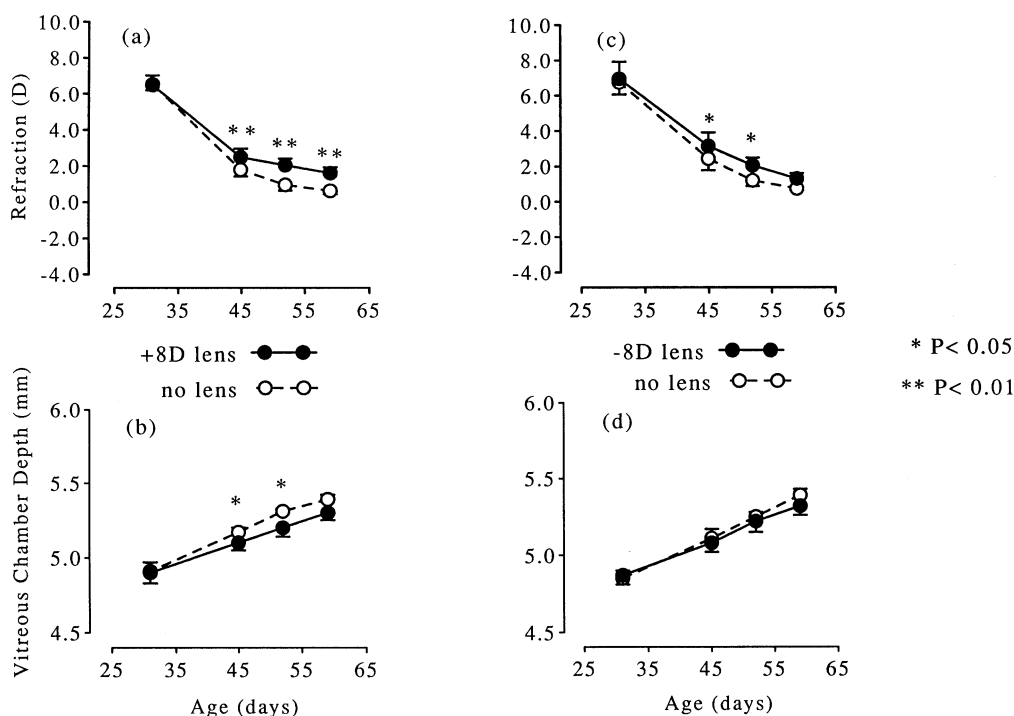 (a)
Refraction (D)
10.0
8.0
6.0
4.0
2.0
0.0
-2.0
-4.0
**
**
**
25 35 45 55 65
+8D lens
no lens
(c)
10.0
8.0
6.0
4.0
2.0
0.0
-2.0
-4.0
*
*
25 35 45 55 65
-8D lens
no lens
* P< 0.05
** P< 0.01
(b)
Vitreous Chamber Depth (mm)
6.0
5.5
5.0
4.5
*
*
25 35 45 55 65
Age (days)
(d)
6.0
5.5
5.0
4.5
25 35 45 55 65
Age (days)